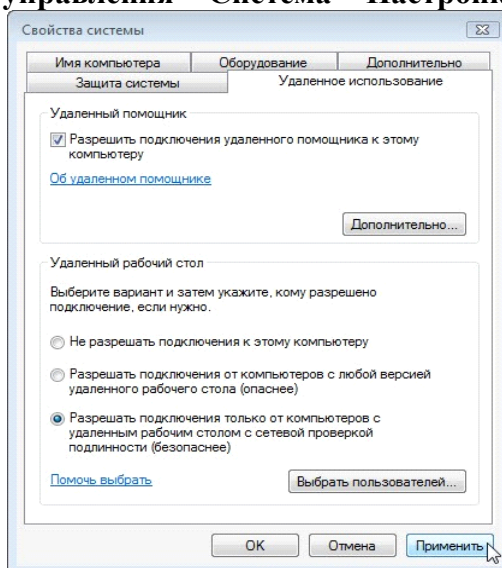 управления Система
Свойства системы
Имя компьютера Оборудование Дополнительно
Защита системы Удаленное использование
Удаленный помощник
Разрешить подключения удаленного помощника к этому
компьютеру
Об удаленном помощнике
Дополнительно...
Удаленный рабочий стол
Выберите вариант и затем укажите, кому разрешено
подключение, если нужно.
Не разрешать подключения к этому компьютеру
Разрешать подключения от компьютеров с любой версией
удаленного рабочего стола (опаснее)
Разрешать подключения только от компьютеров с
удаленным рабочим столом с сетевой проверкой
подлинности (безопаснее)
Помочь выбрать Выбрать пользователей...
OK Отмена Применить